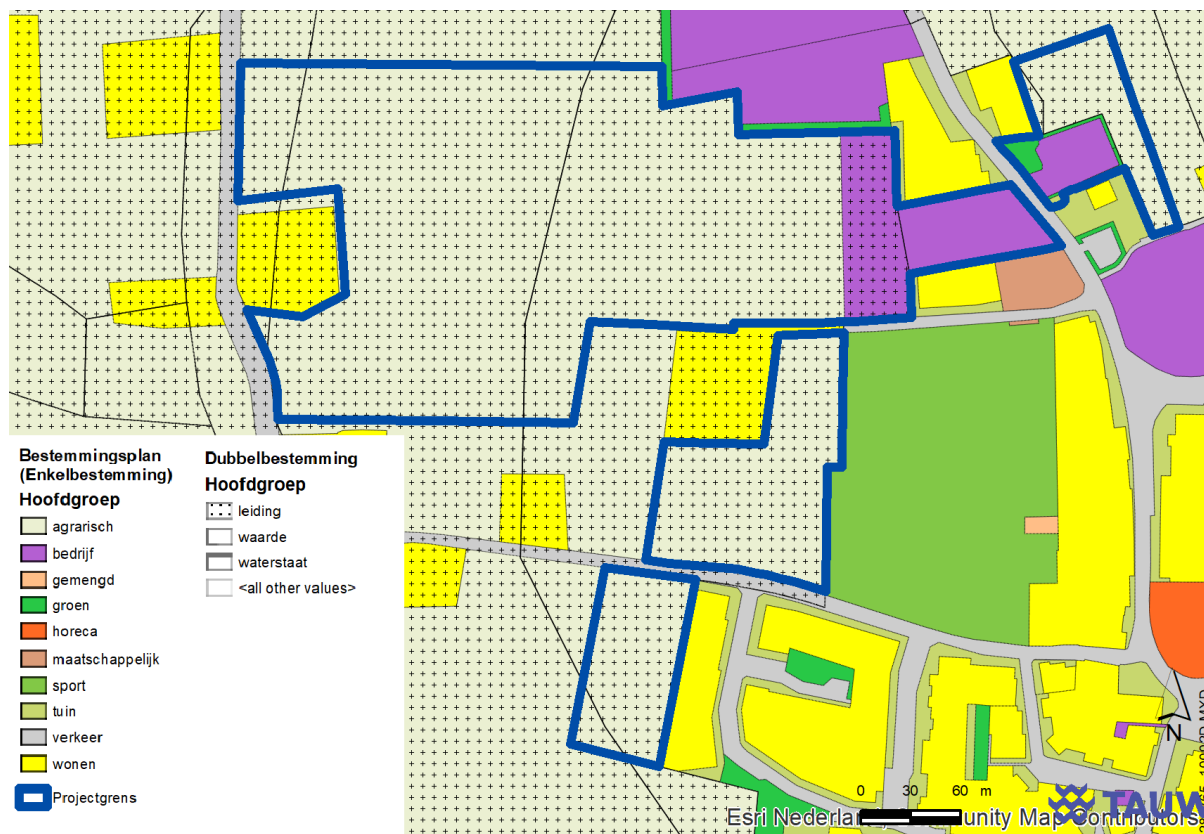 Bestemmingsplan
(Enkelbestemming)
Hoofdgroep
agrarisch
bedrijf
gemengd
groen
horeca
maatschappelijk
sport
tuin
verkeer
wonen
Projectgrens
Dubbelbestemming
Hoofdgroep
leiding
waarde
waterstaat
<all other values>
N
0 30 60 m
TAUW
Esri Nederland, Community Map Contributors